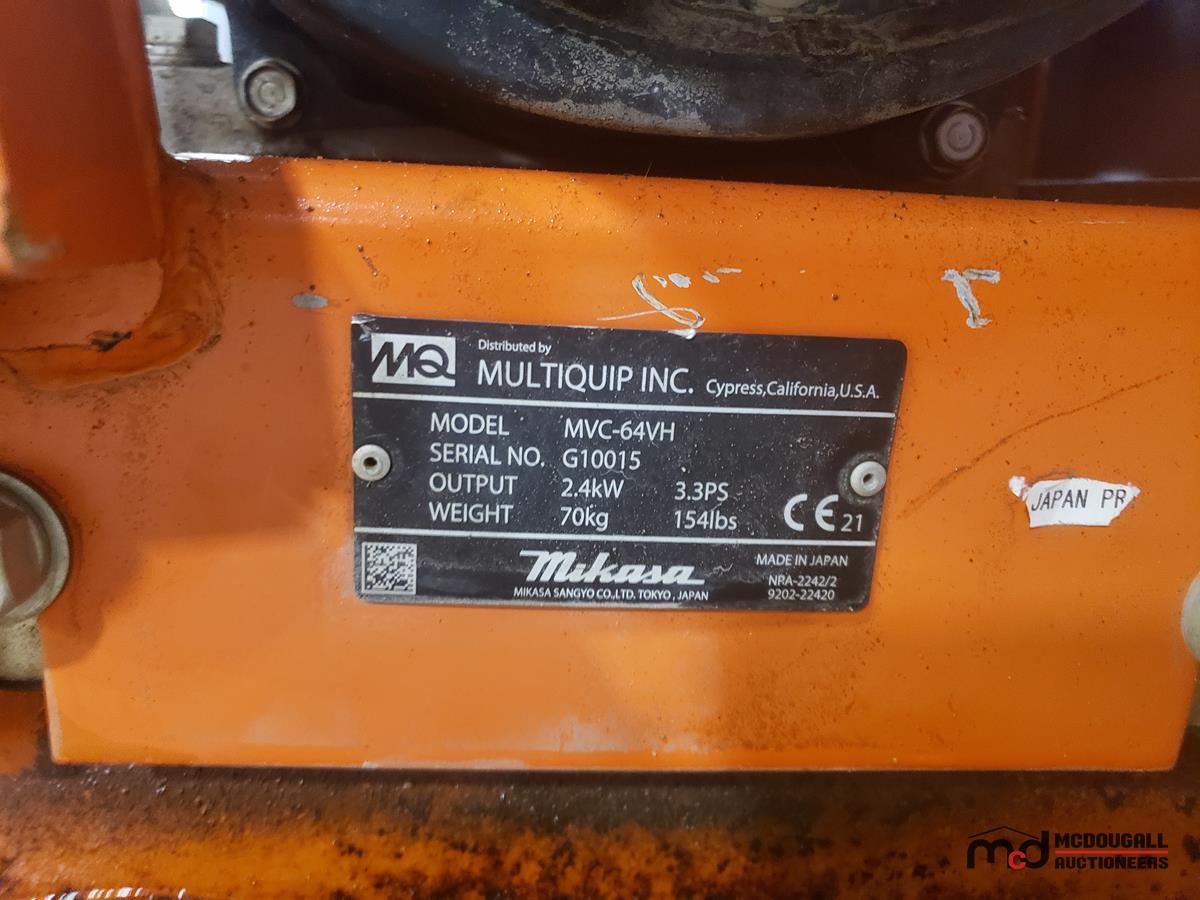 MQ Distributed by
MULTIQUIP INC. Cypress,California,U.S.A.
MODEL MVC-64VH
SERIAL NO. G10015
OUTPUT 2.4kW 3.3PS
WEIGHT 70kg 154lbs CE 21
Mikasa MADE IN JAPAN
MIKASA SANGYO CO.,LTD. TOKYO, JAPAN NPA-2242/2
9202-22420
JAPAN PR
mcd MCDOUGALL
AUCTIONEERS